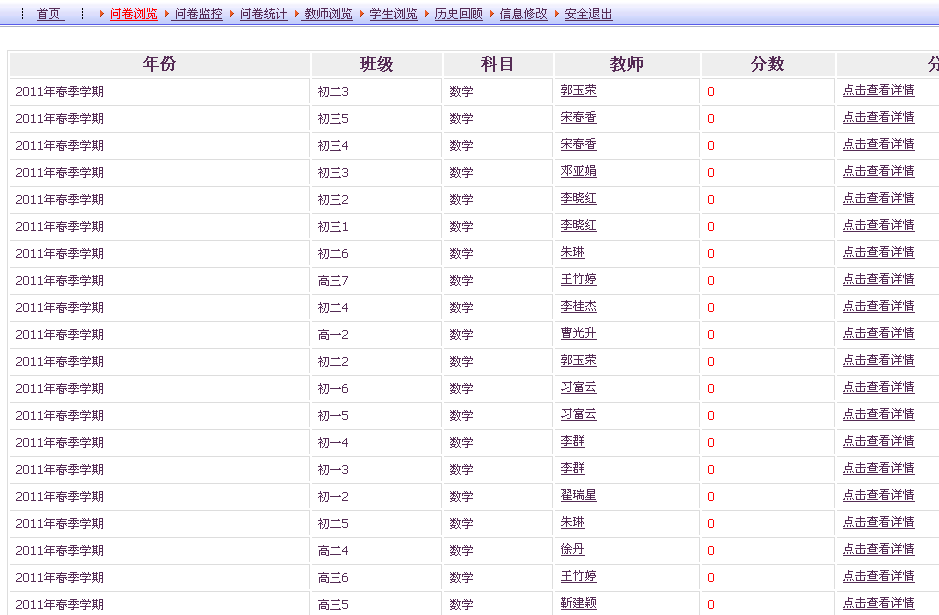 首页 问卷浏览 问卷监控 问卷统计 教师浏览 学生浏览 历史回顾 信息修改 安全退出
年份 班级 科目 教师 分数 分
2011年春季学期 初二3 数学 郭玉荣 0 点击查看详情
2011年春季学期 初三5 数学 宋春香 0 点击查看详情
2011年春季学期 初三4 数学 宋春香 0 点击查看详情
2011年春季学期 初三3 数学 邓亚娟 0 点击查看详情
2011年春季学期 初三2 数学 李晓红 0 点击查看详情
2011年春季学期 初三1 数学 李晓红 0 点击查看详情
2011年春季学期 初二6 数学 朱琳 0 点击查看详情
2011年春季学期 高三7 数学 王竹婷 0 点击查看详情
2011年春季学期 初二4 数学 李桂杰 0 点击查看详情
2011年春季学期 高一2 数学 曹光升 0 点击查看详情
2011年春季学期 初二2 数学 郭玉荣 0 点击查看详情
2011年春季学期 初一6 数学 习富云 0 点击查看详情
2011年春季学期 初一5 数学 习富云 0 点击查看详情
2011年春季学期 初一4 数学 李群 0 点击查看详情
2011年春季学期 初一3 数学 李群 0 点击查看详情
2011年春季学期 初一2 数学 翟瑞星 0 点击查看详情
2011年春季学期 初二5 数学 朱琳 0 点击查看详情
2011年春季学期 高二4 数学 徐丹 0 点击查看详情
2011年春季学期 高三6 数学 王竹婷 0 点击查看详情
2011年春季学期 高三5 数学 靳建颖 0 点击查看详情